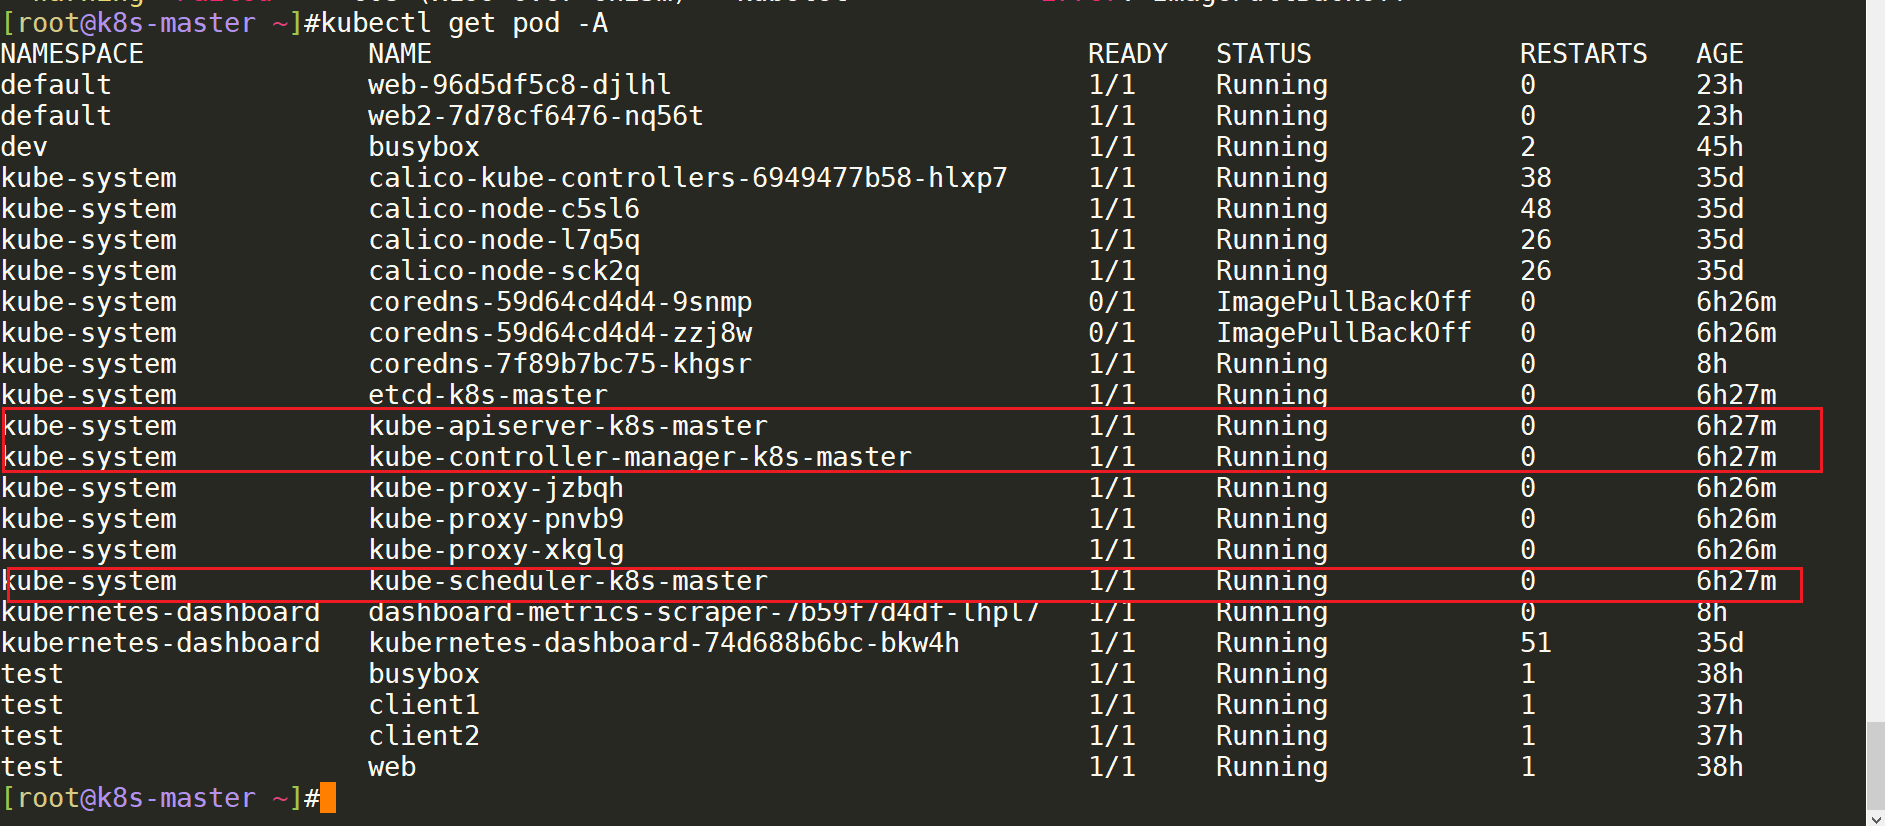 [root@k8s-master ~]#kubectl get pod -A
NAMESPACE NAME READY STATUS RESTARTS AGE
default web-96d5df5c8-djlhl 1/1 Running 0 23h
default web2-7d78cf6476-nq56t 1/1 Running 0 23h
dev busybox 1/1 Running 2 45h
kube-system calico-kube-controllers-6949477b58-hlxp7 1/1 Running 38 35d
kube-system calico-node-c5sl6 1/1 Running 48 35d
kube-system calico-node-l7q5q 1/1 Running 26 35d
kube-system calico-node-sck2q 1/1 Running 26 35d
kube-system coredns-59d64cd4d4-9snmp 0/1 ImagePullBackOff 0 6h26m
kube-system coredns-59d64cd4d4-zzj8w 0/1 ImagePullBackOff 0 6h26m
kube-system coredns-7f89b7bc75-khgsr 1/1 Running 0 8h
kube-system etcd-k8s-master 1/1 Running 0 6h27m
kube-system kube-apiserver-k8s-master 1/1 Running 0 6h27m
kube-system kube-controller-manager-k8s-master 1/1 Running 0 6h27m
kube-system kube-proxy-jzbqh 1/1 Running 0 6h26m
kube-system kube-proxy-pnvb9 1/1 Running 0 6h26m
kube-system kube-proxy-xkglg 1/1 Running 0 6h26m
kube-system kube-scheduler-k8s-master 1/1 Running 0 6h27m
kubernetes-dashboard dashboard-metrics-scraper-7b59f7d4df-lhpl7 1/1 Running 0 8h
kubernetes-dashboard kubernetes-dashboard-74d688b6bc-bkw4h 1/1 Running 51 35d
test busybox 1/1 Running 1 38h
test client1 1/1 Running 1 37h
test client2 1/1 Running 1 37h
test web 1/1 Running 1 38h
[root@k8s-master ~]#